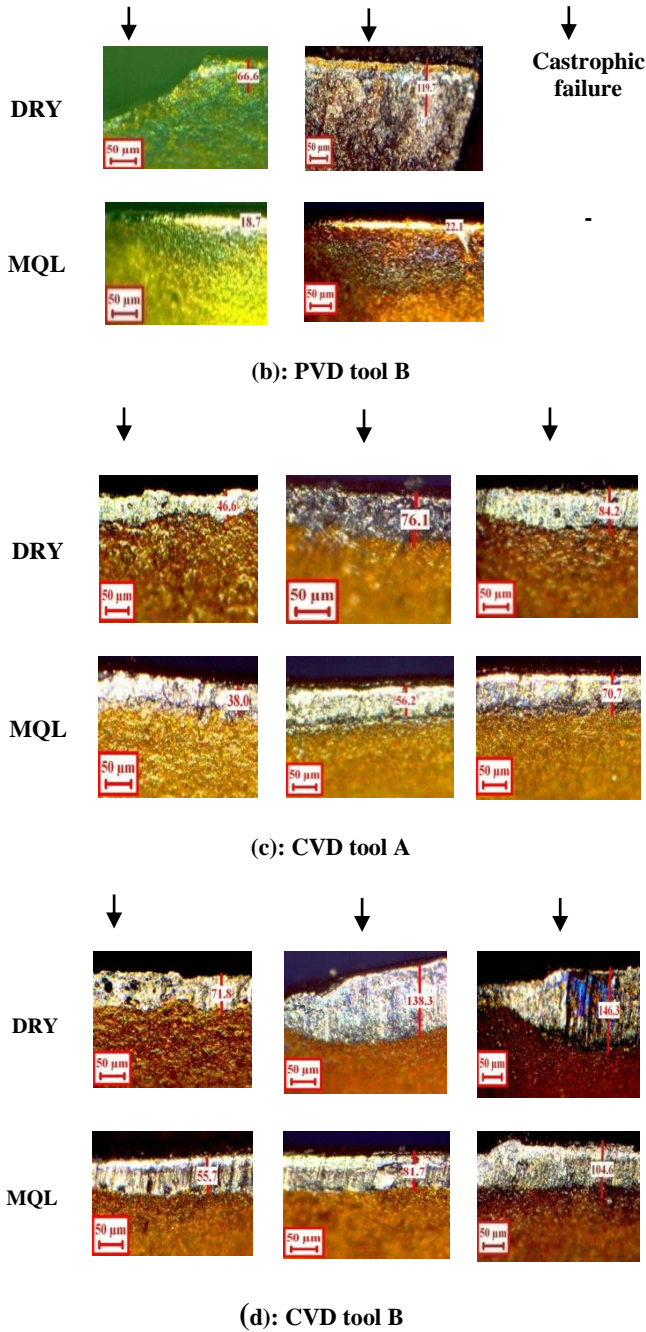 DRY
66.6
50 µm
119.7
50 µm
Castrophic
failure
MQL
18.7
50 µm
22.1
50 µm
-
(b): PVD tool B
DRY
46.6
50 µm
76.1
50 µm
84.2
50 µm
MQL
38.0
50 µm
56.2
50 µm
70.7
50 µm
(c): CVD tool A
DRY
71.8
50 µm
138.3
50 µm
146.3
50 µm
MQL
55.7
50 µm
81.7
50 µm
104.6
50 µm
(d): CVD tool B